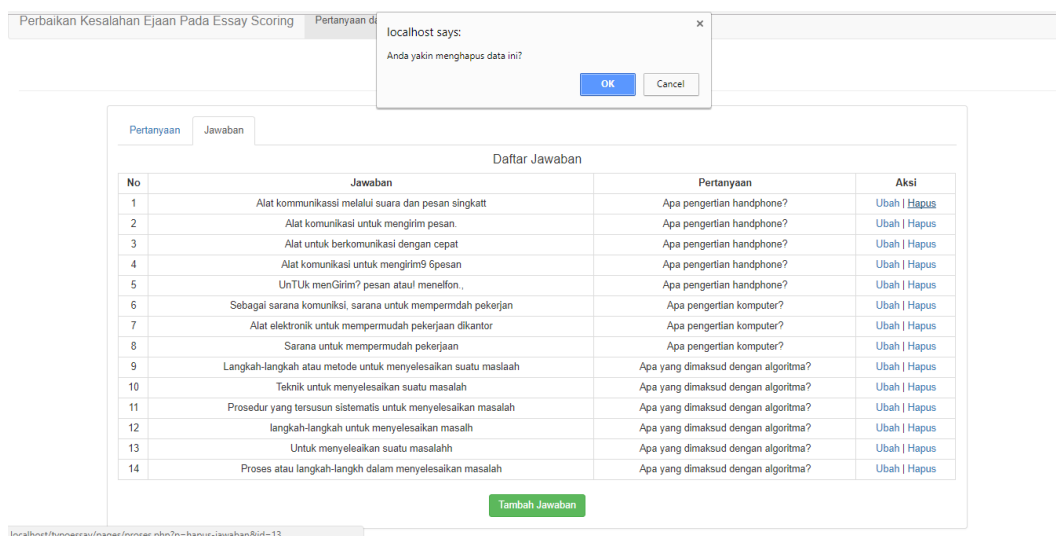 Perbaikan Kesalahan Ejaan Pada Essay Scoring Pertanyaan
localhost says:
×
Anda yakin menghapus data ini?
OK Cancel
Pertanyaan Jawaban
Daftar Jawaban
No Jawaban Pertanyaan Aksi
1 Alat kommunikassi melalui suara dan pesan singkatt Apa pengertian handphone? Ubah | Hapus
2 Alat komunikasi untuk mengirim pesan. Apa pengertian handphone? Ubah | Hapus
3 Alat untuk berkomunikasi dengan cepat Apa pengertian handphone? Ubah | Hapus
4 Alat komunikasi untuk mengirim9 6pesan Apa pengertian handphone? Ubah | Hapus
5 UnTUk menGirim? pesan atau! menelfon., Apa pengertian handphone? Ubah | Hapus
6 Sebagai sarana komuniksi, sarana untuk mempermdah pekerjan Apa pengertian komputer? Ubah | Hapus
7 Alat elektronik untuk mempermudah pekerjaan dikantor Apa pengertian komputer? Ubah | Hapus
8 Sarana untuk mempermudah pekerjaan Apa pengertian komputer? Ubah | Hapus
9 Langkah-langkah atau metode untuk menyelesaikan suatu maslaah Apa yang dimaksud dengan algoritma? Ubah | Hapus
10 Teknik untuk menyelesaikan suatu masalah Apa yang dimaksud dengan algoritma? Ubah | Hapus
11 Prosedur yang tersusun sistematis untuk menyelesaikan masalah Apa yang dimaksud dengan algoritma? Ubah | Hapus
12 langkah-langkah untuk menyelesaikan masalh Apa yang dimaksud dengan algoritma? Ubah | Hapus
13 Untuk menyeleaikan suatu masalahh Apa yang dimaksud dengan algoritma? Ubah | Hapus
14 Proses atau langkah-langkh dalam menyelesaikan masalah Apa yang dimaksud dengan algoritma? Ubah | Hapus
Tambah Jawaban
localhost/typoessay/pages/proses.php?p=hapus-jawaban&id=13